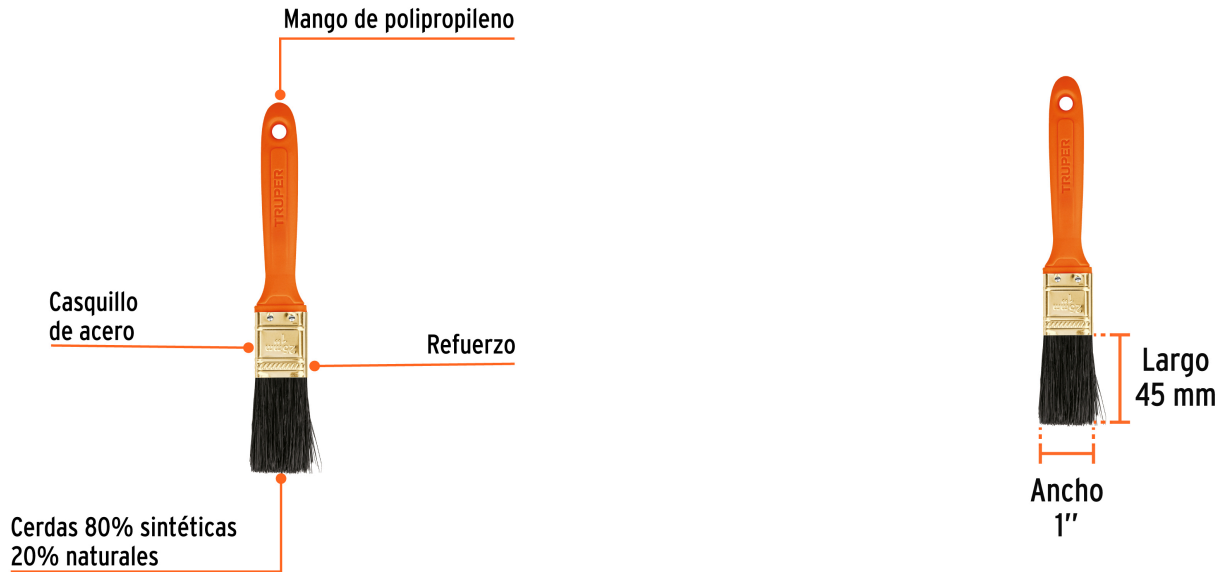 Mango de polipropileno
TRUPER
Casquillo
de acero
Refuerzo
Cerdas 80% sintéticas
20% naturales
TRUPER
Largo
45 mm
Ancho
1’’